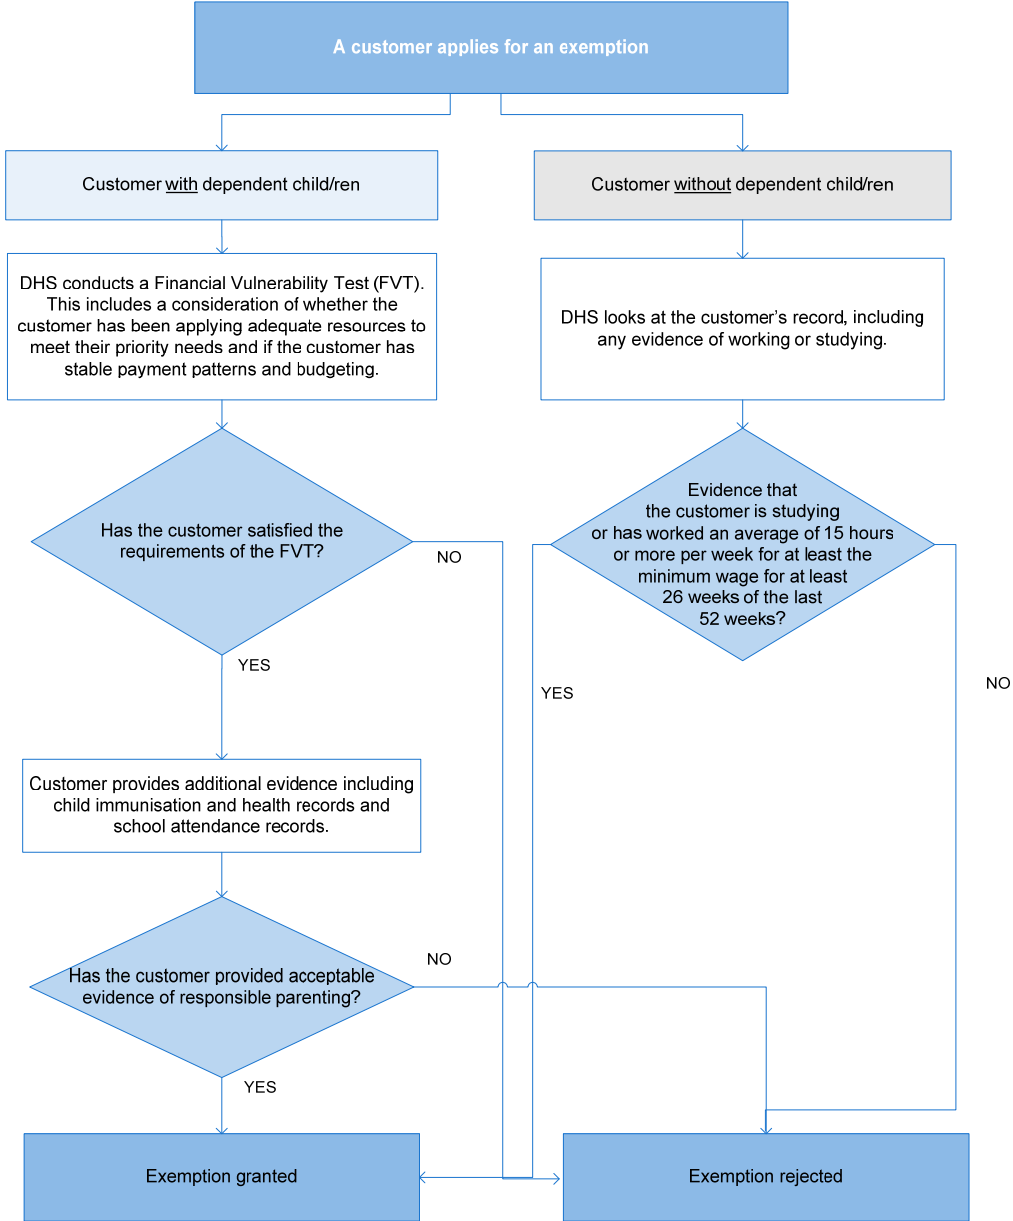 A customer applies for an exemption
Customer with dependent child/ren
Customer without dependent child/ren
DHS conducts a Financial Vulnerability Test (FVT).
This includes a consideration of whether the
customer has been applying adequate resources to
meet their priority needs and if the customer has
stable payment patterns and budgeting.
DHS looks at the customer's record, including
any evidence of working or studying.
Has the customer satisfied the
requirements of the FVT?
NO
YES
Evidence that
the customer is studying
or has worked an average of 15 hours
or more per week for at least the
minimum wage for at least
26 weeks of the last
52 weeks?
YES
NO
Customer provides additional evidence including
child immunisation and health records and
school attendance records.
Has the customer provided acceptable
evidence of responsible parenting?
NO
YES
Exemption granted
Exemption rejected